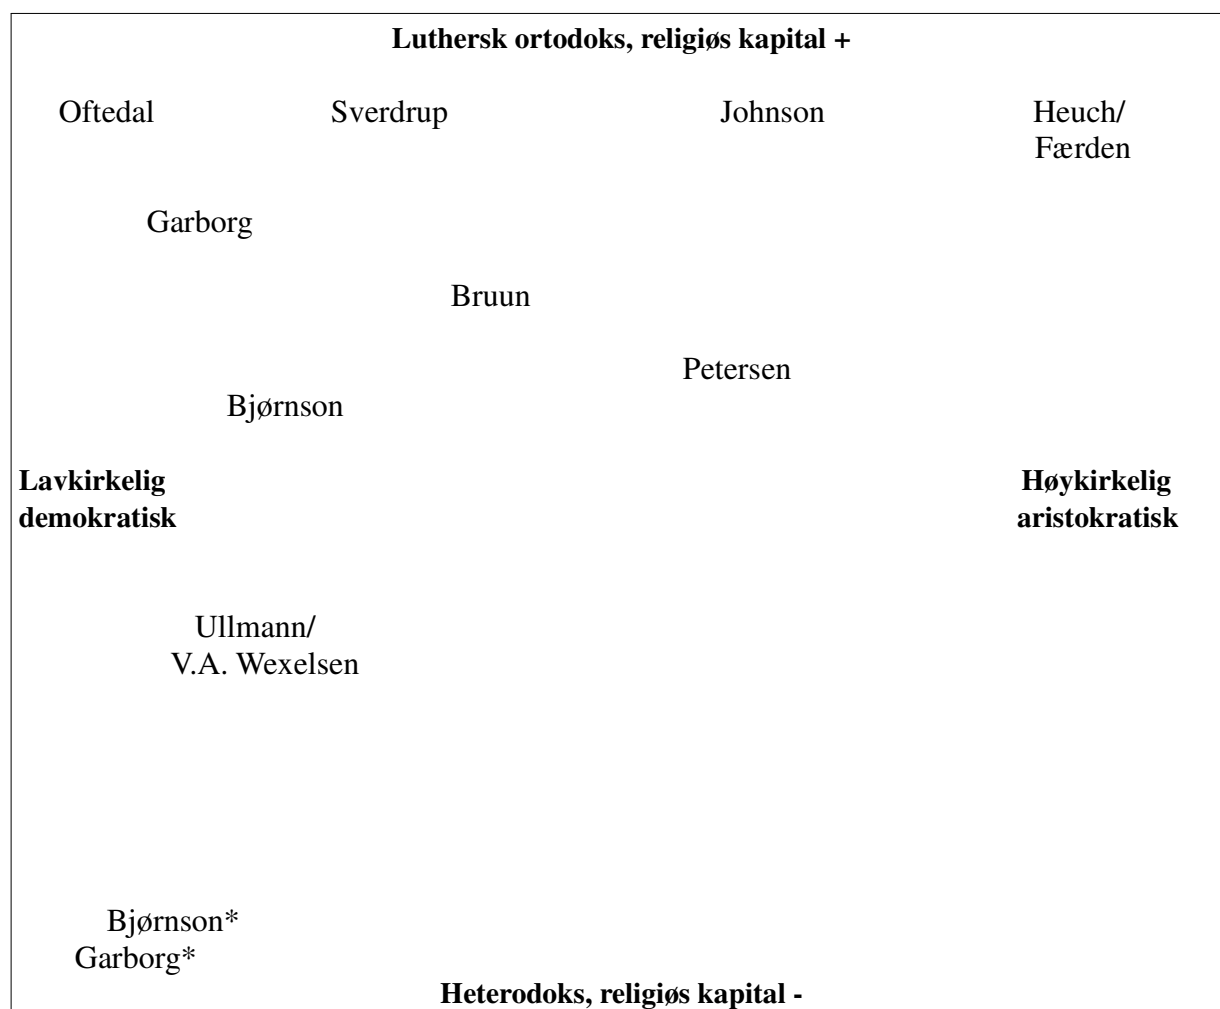 Luthersk ortodoks, religiøs kapital +
Oftedal Sverdrup Johnson Heuch/
Færden
Garborg
Bruun
Petersen
Bjørnson
Lavkirkelig Høykirkelig
demokratisk aristokratisk
Ullmann/
V.A. Wexelsen
Bjørnson*
Garborg*
Heterodoks, religiøs kapital -